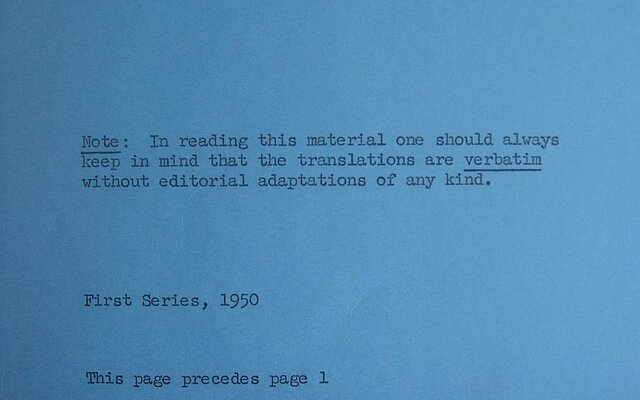 Note: In reading this material one should always
keep in mind that the translations are verbatim
without editorial adaptations of any kind.
First Series, 1950
This page precedes page 1